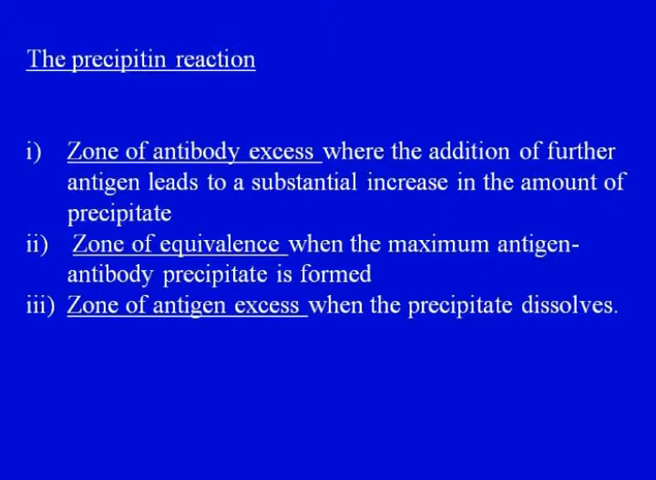 The precipitin reaction
i) Zone of antibody excess where the addition of further
antigen leads to a substantial increase in the amount of
precipitate
ii) Zone of equivalence when the maximum antigen-
antibody precipitate is formed
iii) Zone of antigen excess when the precipitate dissolves.